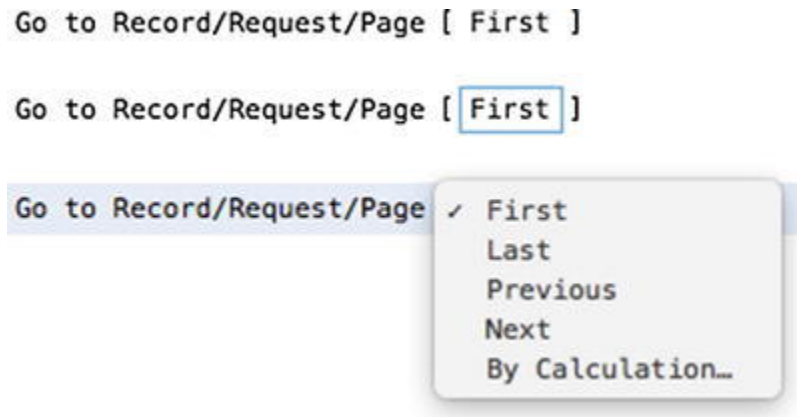 Go to Record/Request/Page [ First ]
Go to Record/Request/Page [ First ]
Go to Record/Request/Page ✓ First
Last
Previous
Next
By Calculation…